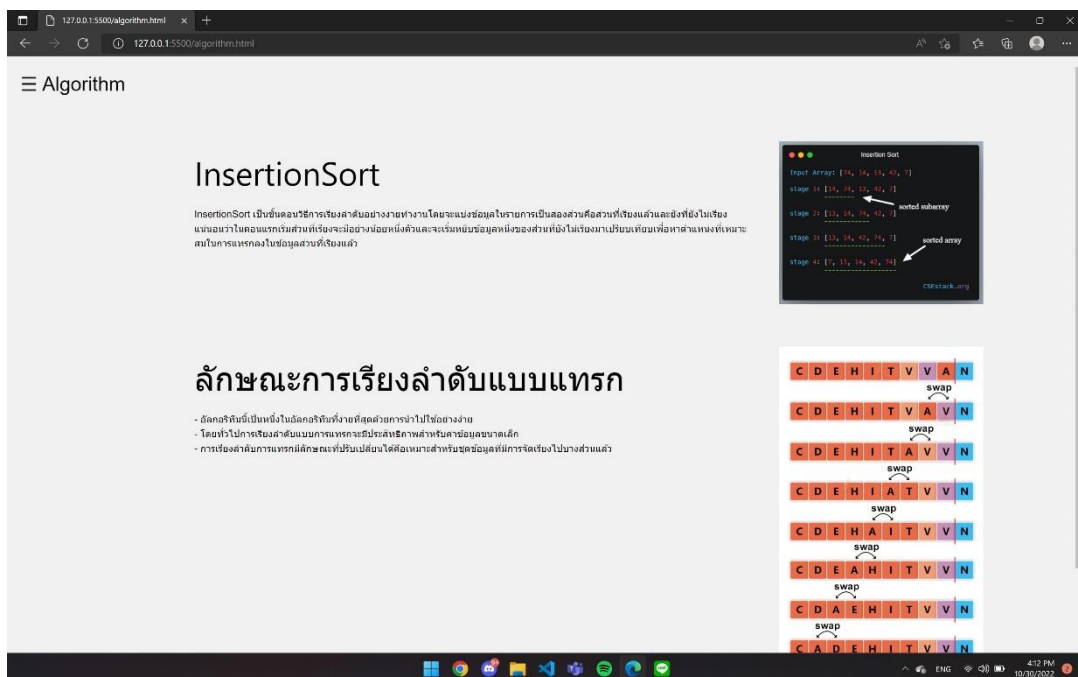 127.0.0.1:5500/algorithm.html
127.0.0.1:5500/algorithm.html
☰ Algorithm
InsertionSort
InsertionSort เป็นขั้นตอนวิธีการเรียงลำดับอย่างง่ายทำงานโดยจะแบ่งข้อมูลในรายการเป็นสองส่วนคือส่วนที่เรียงแล้วและยังที่ยังไม่เรียง
แน่นอนว่าในตอนแรกเริ่มส่วนที่เรียงจะมีอย่างน้อยหนึ่งตัวและจะเริ่มหยิบข้อมูลหนึ่งของส่วนที่ยังไม่เรียงมาเปรียบเทียบเพื่อหาตำแหน่งที่เหมาะ
สมในการแทรกลงในข้อมูลส่วนที่เรียงแล้ว
Insertion Sort
Input Array: [74, 14, 13, 42, 7]
stage 1: [14, 74, 13, 42, 7]
sorted subarray
stage 2: [13, 14, 74, 42, 7]
stage 3: [13, 14, 42, 74, 7]
sorted array
stage 4: [7, 13, 14, 42, 74]
CSEstack.org
ลักษณะการเรียงลำดับแบบแทรก
- อัลกอริทึมนี้เป็นหนึ่งในอัลกอริทึมที่ง่ายที่สุดด้วยการนำไปใช้อย่างง่าย
- โดยทั่วไปการเรียงลำดับแบบการแทรกจะมีประสิทธิภาพสำหรับค่าข้อมูลขนาดเล็ก
- การเรียงลำดับการแทรกมีลักษณะที่ปรับเปลี่ยนได้คือเหมาะสำหรับชุดข้อมูลที่มีการจัดเรียงไปบางส่วนแล้ว
C D E H I T V V A N
swap
C D E H I T V A V N
swap
C D E H I T A V V N
swap
C D E H I A T V V N
swap
C D E H A I T V V N
swap
C D E A H I T V V N
swap
C D A E H I T V V N
swap
C A D E H I T V V N
ENG
4:12 PM
10/30/2022
2